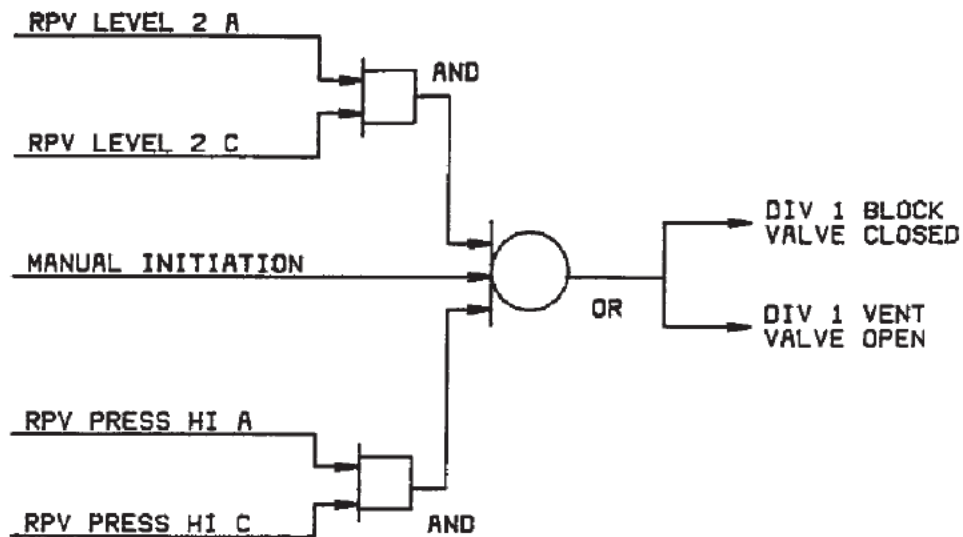 RPV LEVEL 2 A
AND
RPV LEVEL 2 C
DIV 1 BLOCK
VALVE CLOSED
MANUAL INITIATION
OR
DIV 1 VENT
VALVE OPEN
RPV PRESS HI A
RPV PRESS HI C
AND